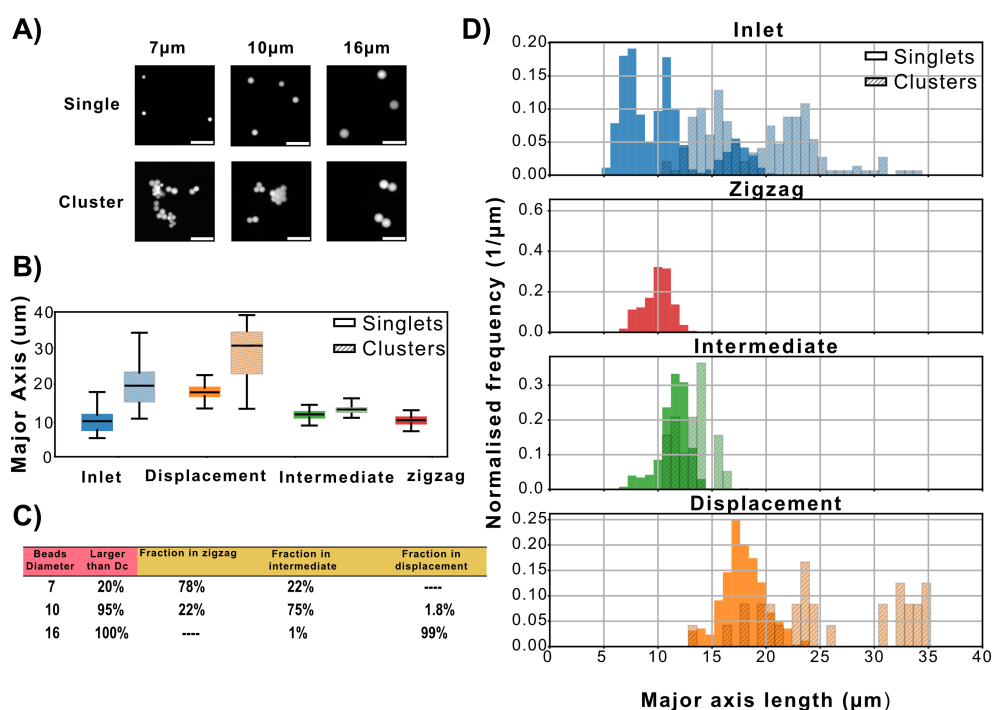 A)
7µm 10µm 16µm
Single
Cluster
B)
Major Axis (um)
40
30
20
10
0
Singlets
Clusters
Inlet Displacement Intermediate zigzag
C)
Beads Diameter Larger than Dc Fraction in zigzag Fraction in intermediate Fraction in displacement
7 20% 78% 22% ----
10 95% 22% 75% 1.8%
16 100% ---- 1% 99%
D)
Normalised frequency (1/µm)
Inlet
Singlets
Clusters
0.20
0.15
0.10
0.05
0.00
Zigzag
0.6
0.4
0.2
0.0
Intermediate
0.3
0.2
0.1
0.0
Displacement
0.25
0.20
0.15
0.10
0.05
0.00
0 5 10 15 20 25 30 35 40
Major axis length (µm)